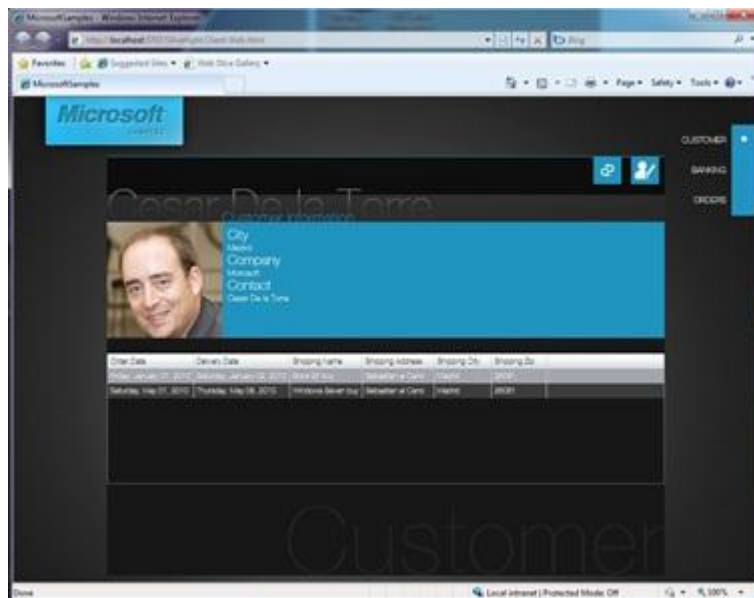 MicrosoftSamples - Windows Internet Explorer
Bing
Favorites Suggested Sites Web Slice Gallery
MicrosoftSamples
Page Safety Tools
Microsoft
CUSTOMER
BANKING
ORDERS
Cesar De la Torre
Customer Information
City
Madrid
Company
Microsoft
Contact
Cesar De la Torre
Order Date Delivery Date Shipping Name Shipping Address Shipping City Shipping Zip
Friday, January 01, 2010 Saturday, January 02, 2010 Madrid
Saturday, May 01, 2010 Thursday, May 06, 2010 Madrid
Customer
Done Local intranet | Protected Mode: Off 100%